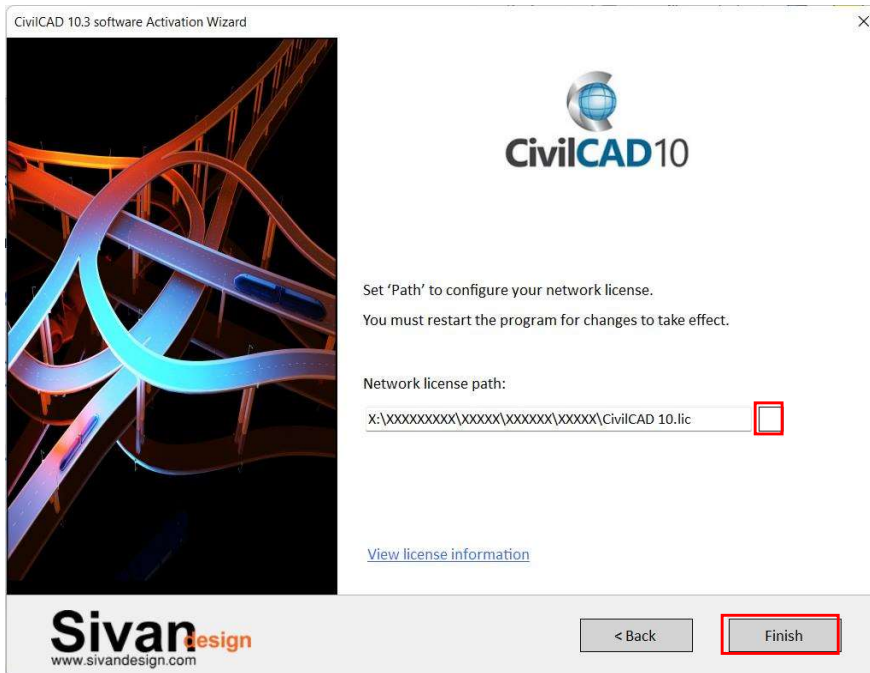 CivilCAD 10.3 software Activation Wizard
CivilCAD10
Set ‘Path’ to configure your network license.
You must restart the program for changes to take effect.
Network license path:
X:\XXXXXXXXX\XXXXX\XXXXXX\XXXXX\CivilCAD 10.lic
View license information
Sivan design
www.sivandesign.com
< Back
Finish